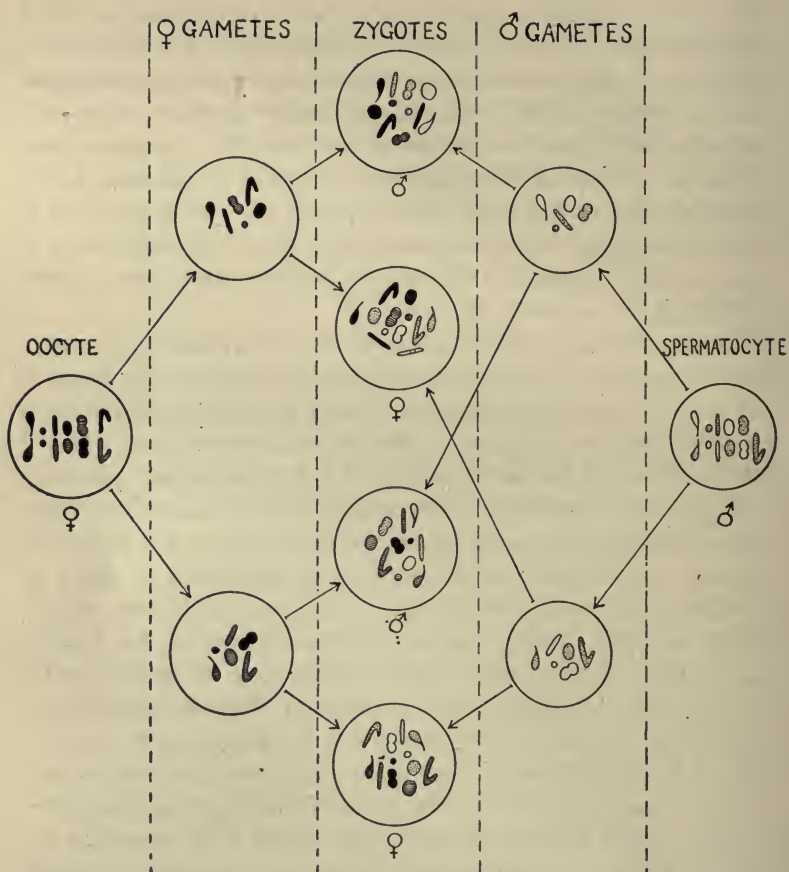 ♀ GAMETES
ZYGOTES
♂ GAMETES
♂
♀
OOCYTE
SPERMATOCYTE
♀
♂
♂
♀